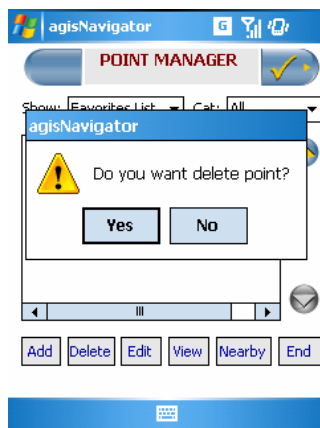 agisNavigator G
POINT MANAGER
Show: Favorites List Cat: All
agisNavigator
Do you want delete point?
Yes No
Add Delete Edit View Nearby End